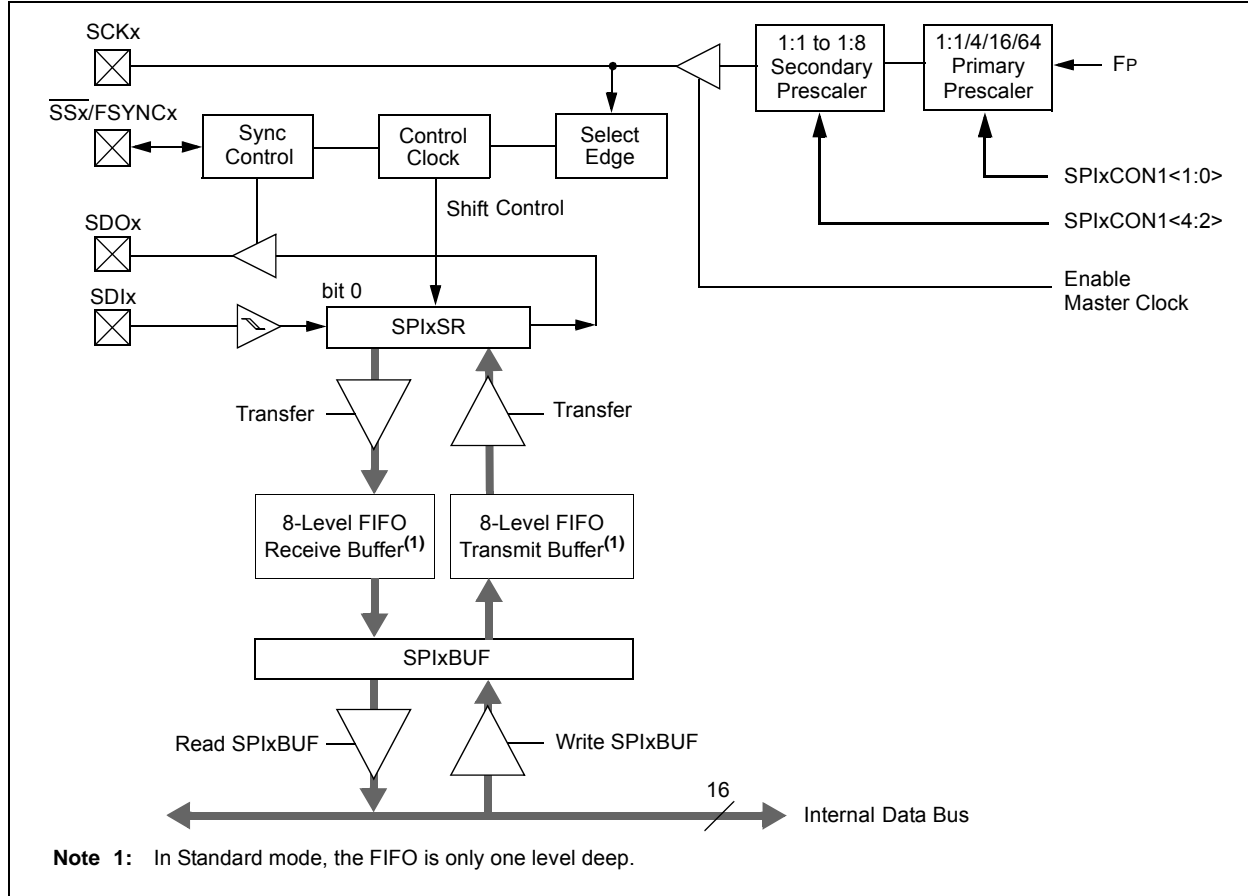 SCKx
1:1 to 1:8
Secondary
Prescaler
1:1/4/16/64
Primary
Prescaler
FP
SSx/FSYNCx
Sync
Control
Control
Clock
Select
Edge
SPIxCON1<1:0>
Shift Control
SPIxCON1<4:2>
SDOx
Enable
Master Clock
SDIx
bit 0
SPIxSR
Transfer
Transfer
8-Level FIFO
Receive Buffer(1)
8-Level FIFO
Transmit Buffer(1)
SPIxBUF
Read SPIxBUF
Write SPIxBUF
16
Internal Data Bus
Note 1: In Standard mode, the FIFO is only one level deep.